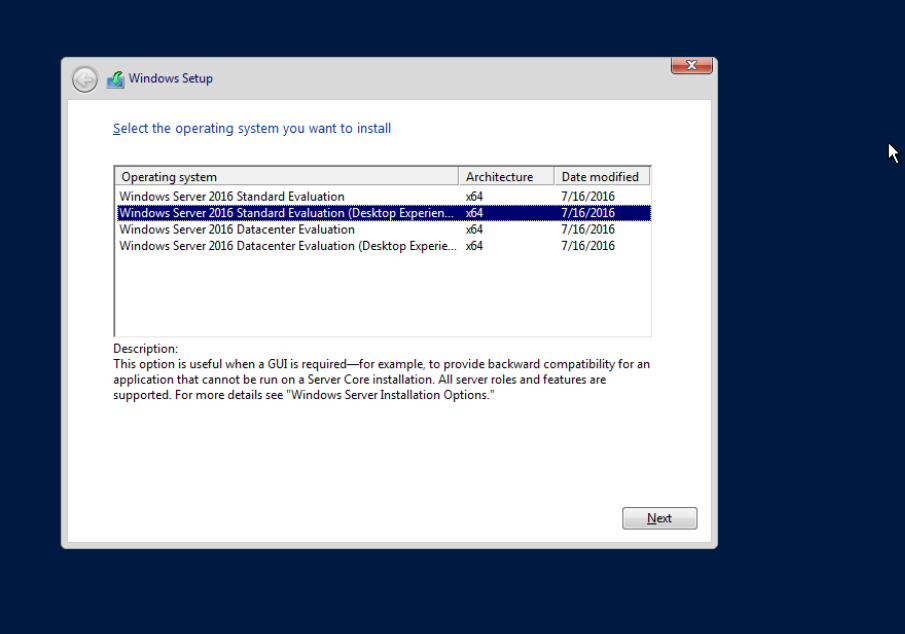 Windows Setup
Select the operating system you want to install
Operating system Architecture Date modified
Windows Server 2016 Standard Evaluation x64 7/16/2016
Windows Server 2016 Standard Evaluation (Desktop Experien... x64 7/16/2016
Windows Server 2016 Datacenter Evaluation x64 7/16/2016
Windows Server 2016 Datacenter Evaluation (Desktop Experie... x64 7/16/2016
Description:
This option is useful when a GUI is required—for example, to provide backward compatibility for an
application that cannot be run on a Server Core installation. All server roles and features are
supported. For more details see "Windows Server Installation Options."
Next